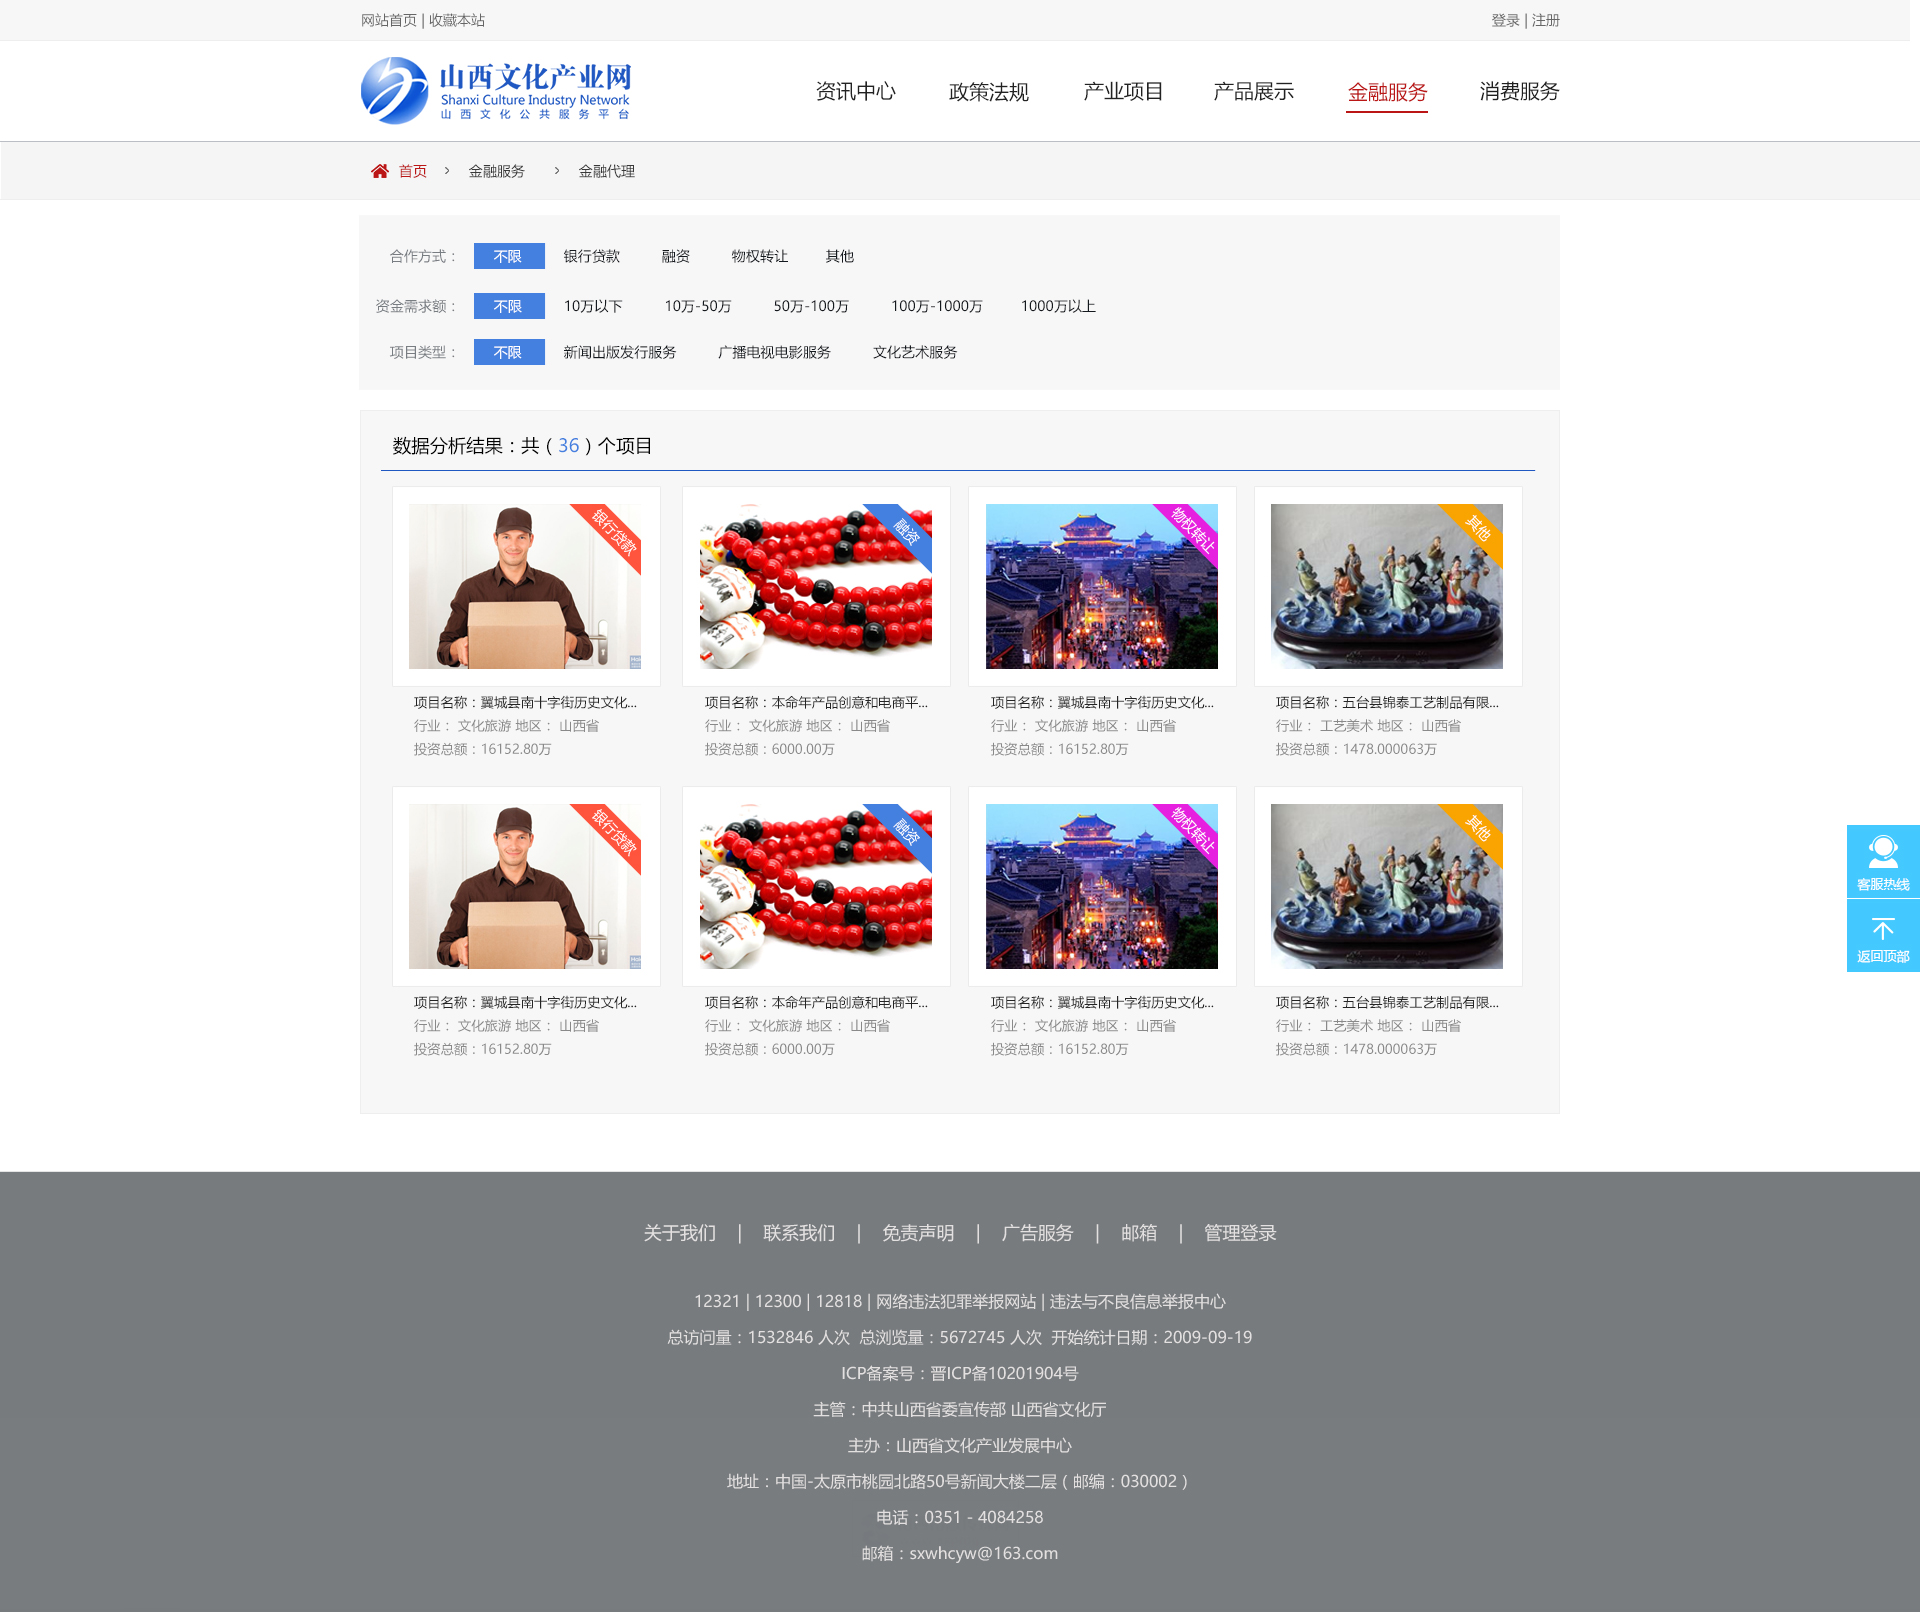 网站首页 | 收藏本站
登录 | 注册
山西文化产业网
Shanxi Culture Industry Network
山西文化公共服务平台
资讯中心 政策法规 产业项目 产品展示 金融服务 消费服务
首页 > 金融服务 > 金融代理
合作方式： 不限 银行贷款 融资 物权转让 其他
资金需求额： 不限 10万以下 10万-50万 50万-100万 100万-1000万 1000万以上
项目类型： 不限 新闻出版发行服务 广播电视电影服务 文化艺术服务
数据分析结果：共（36）个项目
银行贷款
融资
物权转让
其他
项目名称：翼城县南十字街历史文化...
行业： 文化旅游 地区： 山西省
投资总额：16152.80万
项目名称：本命年产品创意和电商平...
行业： 文化旅游 地区： 山西省
投资总额：6000.00万
项目名称：翼城县南十字街历史文化...
行业： 文化旅游 地区： 山西省
投资总额：16152.80万
项目名称：五台县锦泰工艺制品有限...
行业： 工艺美术 地区： 山西省
投资总额：1478.000063万
银行贷款
融资
物权转让
其他
项目名称：翼城县南十字街历史文化...
行业： 文化旅游 地区： 山西省
投资总额：16152.80万
项目名称：本命年产品创意和电商平...
行业： 文化旅游 地区： 山西省
投资总额：6000.00万
项目名称：翼城县南十字街历史文化...
行业： 文化旅游 地区： 山西省
投资总额：16152.80万
项目名称：五台县锦泰工艺制品有限...
行业： 工艺美术 地区： 山西省
投资总额：1478.000063万
客服热线
返回顶部
关于我们 | 联系我们 | 免责声明 | 广告服务 | 邮箱 | 管理登录
12321 | 12300 | 12818 | 网络违法犯罪举报网站 | 违法与不良信息举报中心
总访问量：1532846 人次 总浏览量：5672745 人次 开始统计日期：2009-09-19
ICP备案号：晋ICP备10201904号
主管：中共山西省委宣传部 山西省文化厅
主办：山西省文化产业发展中心
地址：中国-太原市桃园北路50号新闻大楼二层（邮编：030002）
电话：0351 - 4084258
邮箱：sxwhcyw@163.com